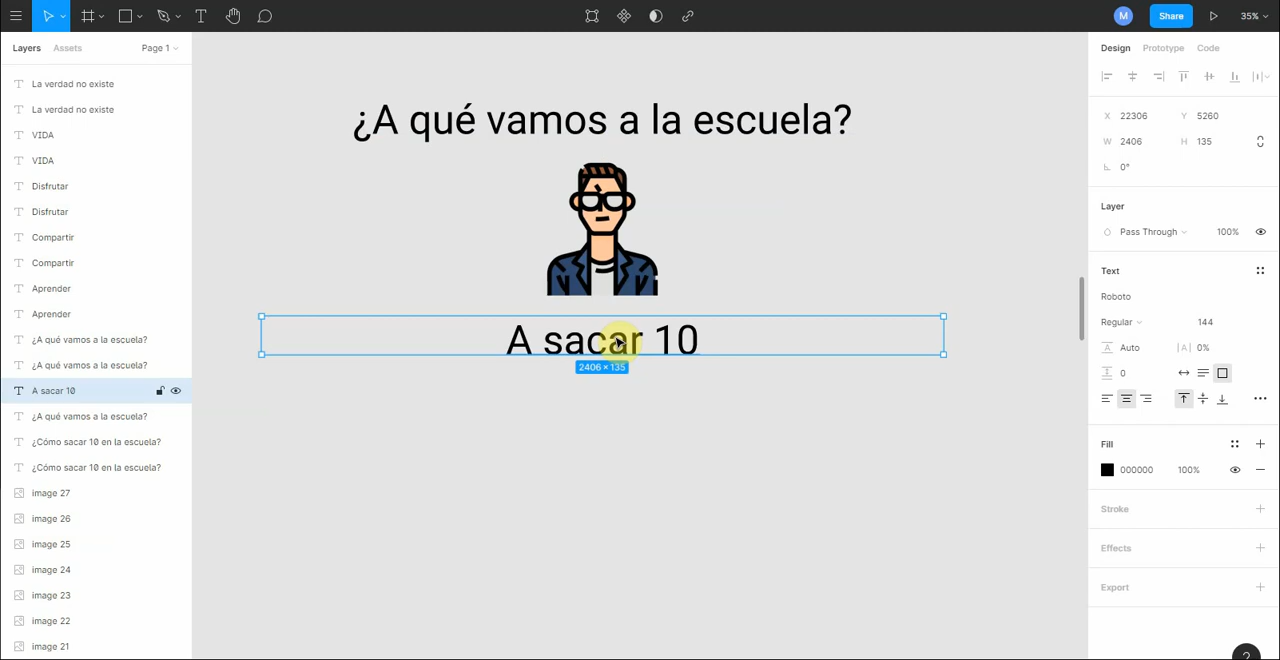 M
Share
35%
Layers
Assets
Page 1
Design
Prototype
Code
La verdad no existe
La verdad no existe
VIDA
VIDA
Disfrutar
Disfrutar
Compartir
Compartir
Aprender
Aprender
¿A qué vamos a la escuela?
¿A qué vamos a la escuela?
A sacar 10
¿A qué vamos a la escuela?
¿Cómo sacar 10 en la escuela?
¿Cómo sacar 10 en la escuela?
image 27
image 26
image 25
image 24
image 23
image 22
image 21
¿A qué vamos a la escuela?
A sacar 10
2406 × 135
X 22306 Y 5260
W 2406 H 135
0°
Layer
Pass Through 100%
Text
Roboto
Regular 144
A Auto |A| 0%
0
Fill
000000 100%
Stroke
Effects
Export
?